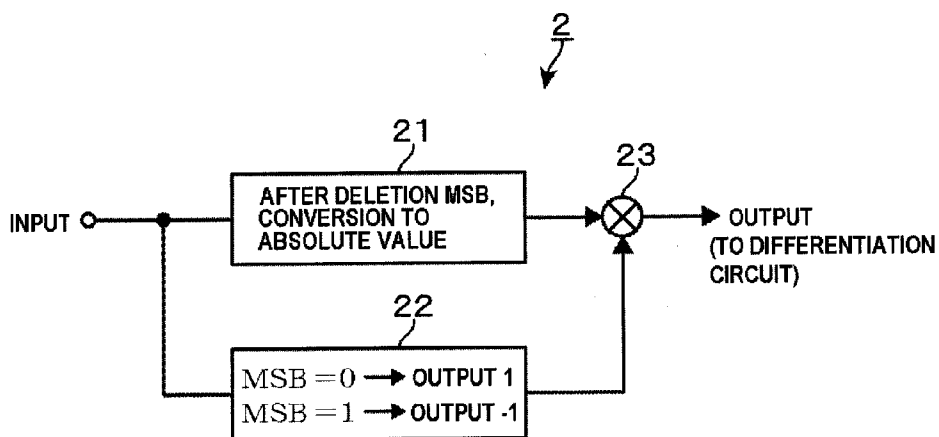 2
21
23
INPUT
AFTER DELETION MSB,
CONVERSION TO
ABSOLUTE VALUE
OUTPUT
(TO DIFFERENTIATION
CIRCUIT)
22
MSB=0 → OUTPUT 1
MSB=1 → OUTPUT -1